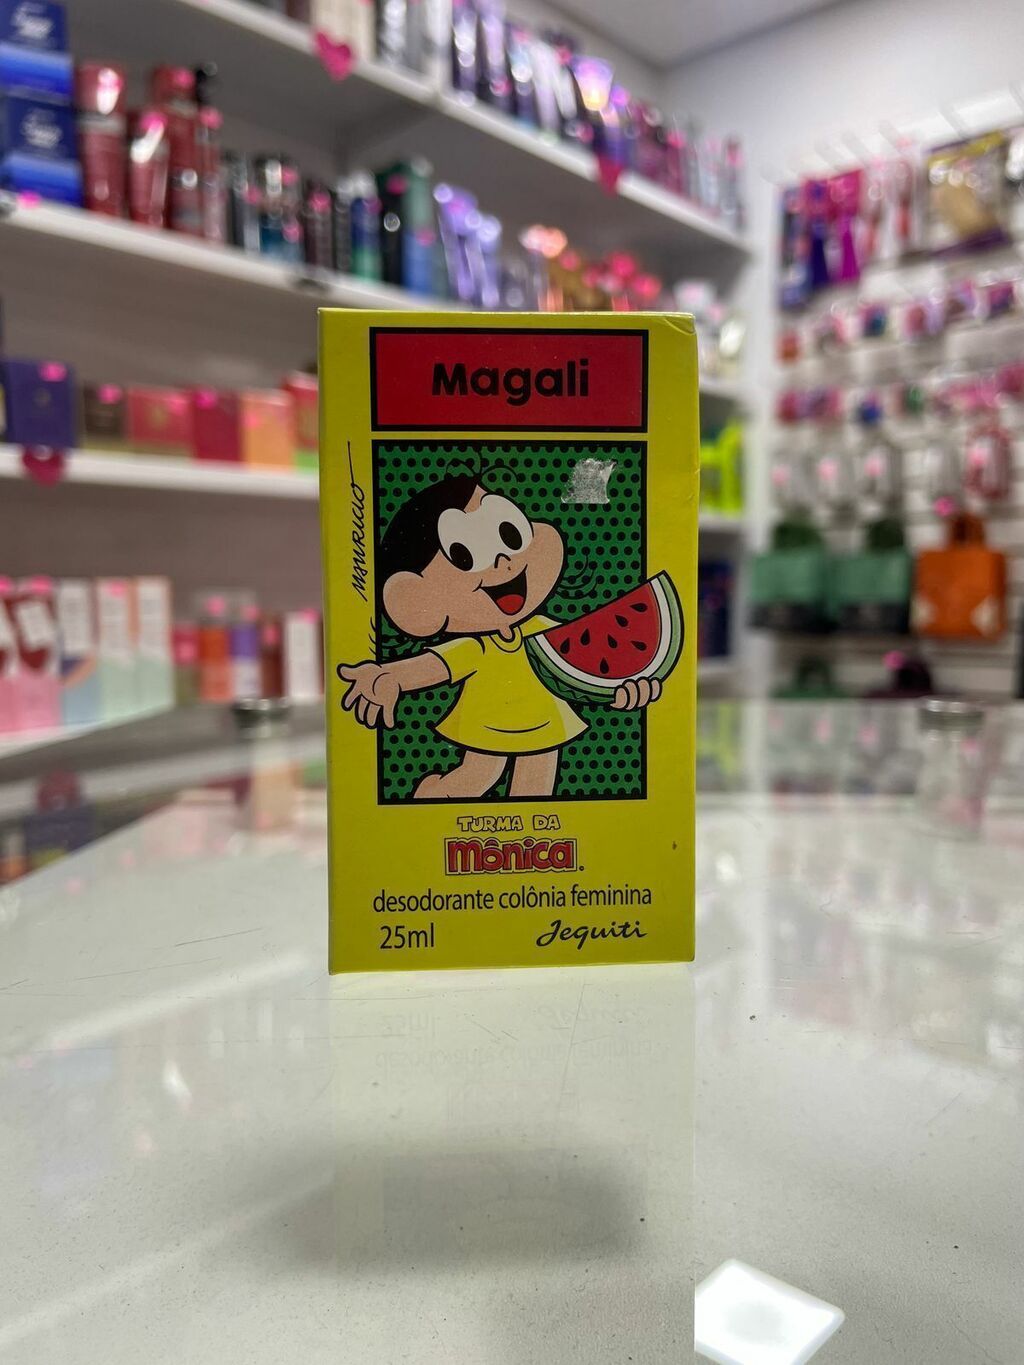 Magali
MAURICIO
TURMA DA
MÔNICA.
desodorante colônia feminina
25ml
Jequiti